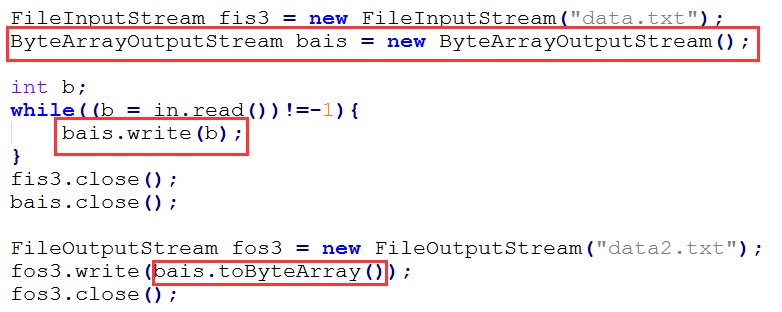 FileInputStream fis3 = new FileInputStream("data.txt");
ByteArrayOutputStream bais = new ByteArrayOutputStream();
int b;
while((b = in.read())!=-1){
bais.write(b);
}
fis3.close();
bais.close();
FileOutputStream fos3 = new FileOutputStream("data2.txt");
fos3.write(bais.toByteArray());
fos3.close();